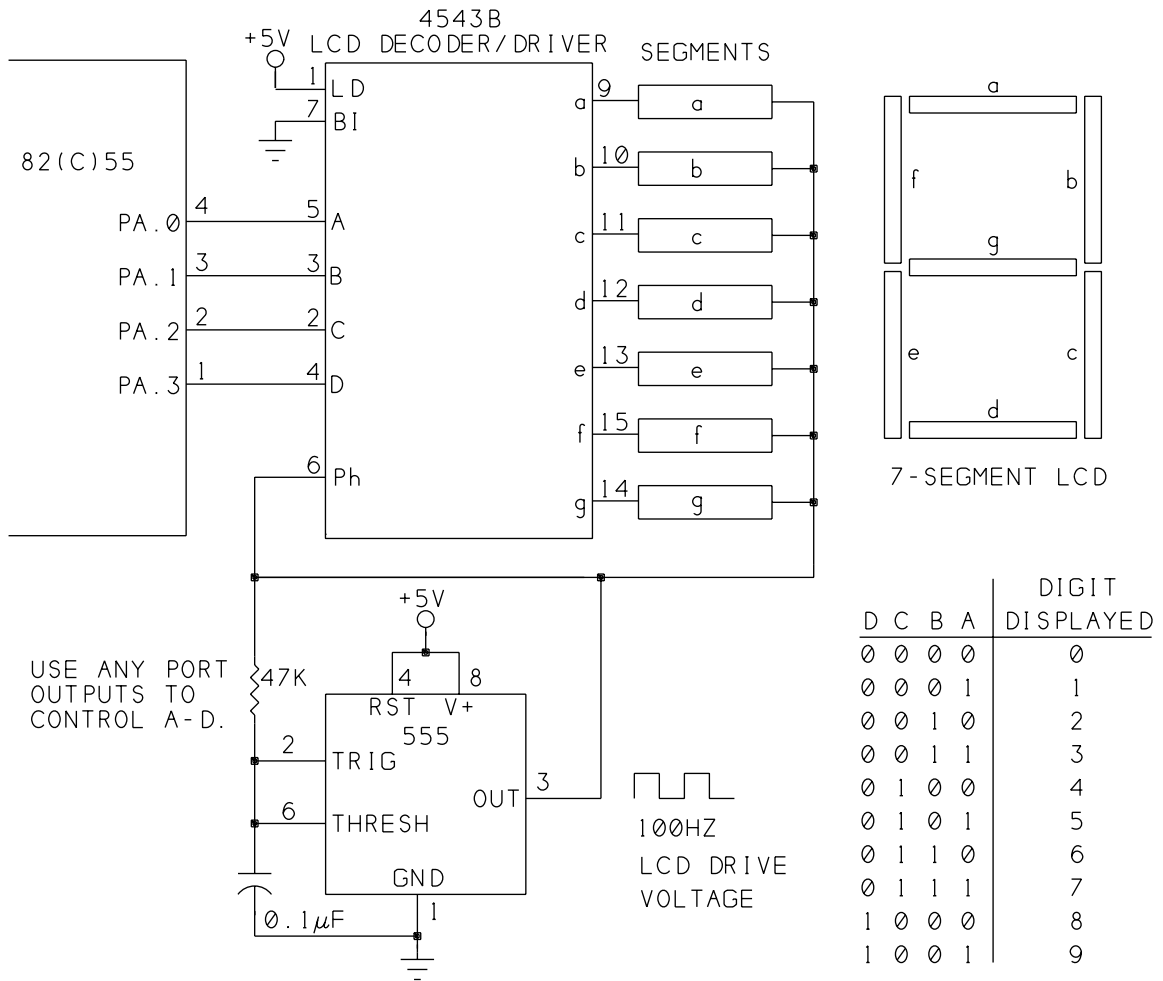 4543B
LCD DECODER/DRIVER
+5V
SEGMENTS
1
LD
7
BI
82(C)55
PA.0
4
5
A
PA.1
3
3
B
PA.2
2
2
C
PA.3
1
4
D
6
Ph
a
9
a
b
10
b
c
11
c
d
12
d
e
13
e
f
15
f
g
14
g
a
f
b
g
e
c
d
7-SEGMENT LCD
+5V
USE ANY PORT
OUTPUTS TO
CONTROL A-D.
47K
4
8
RST
V+
555
2
TRIG
6
THRESH
OUT
3
GND
1
0.1µF
100HZ
LCD DRIVE
VOLTAGE
DIGIT
D C B A DISPLAYED
0 0 0 0 0
0 0 0 1 1
0 0 1 0 2
0 0 1 1 3
0 1 0 0 4
0 1 0 1 5
0 1 1 0 6
0 1 1 1 7
1 0 0 0 8
1 0 0 1 9